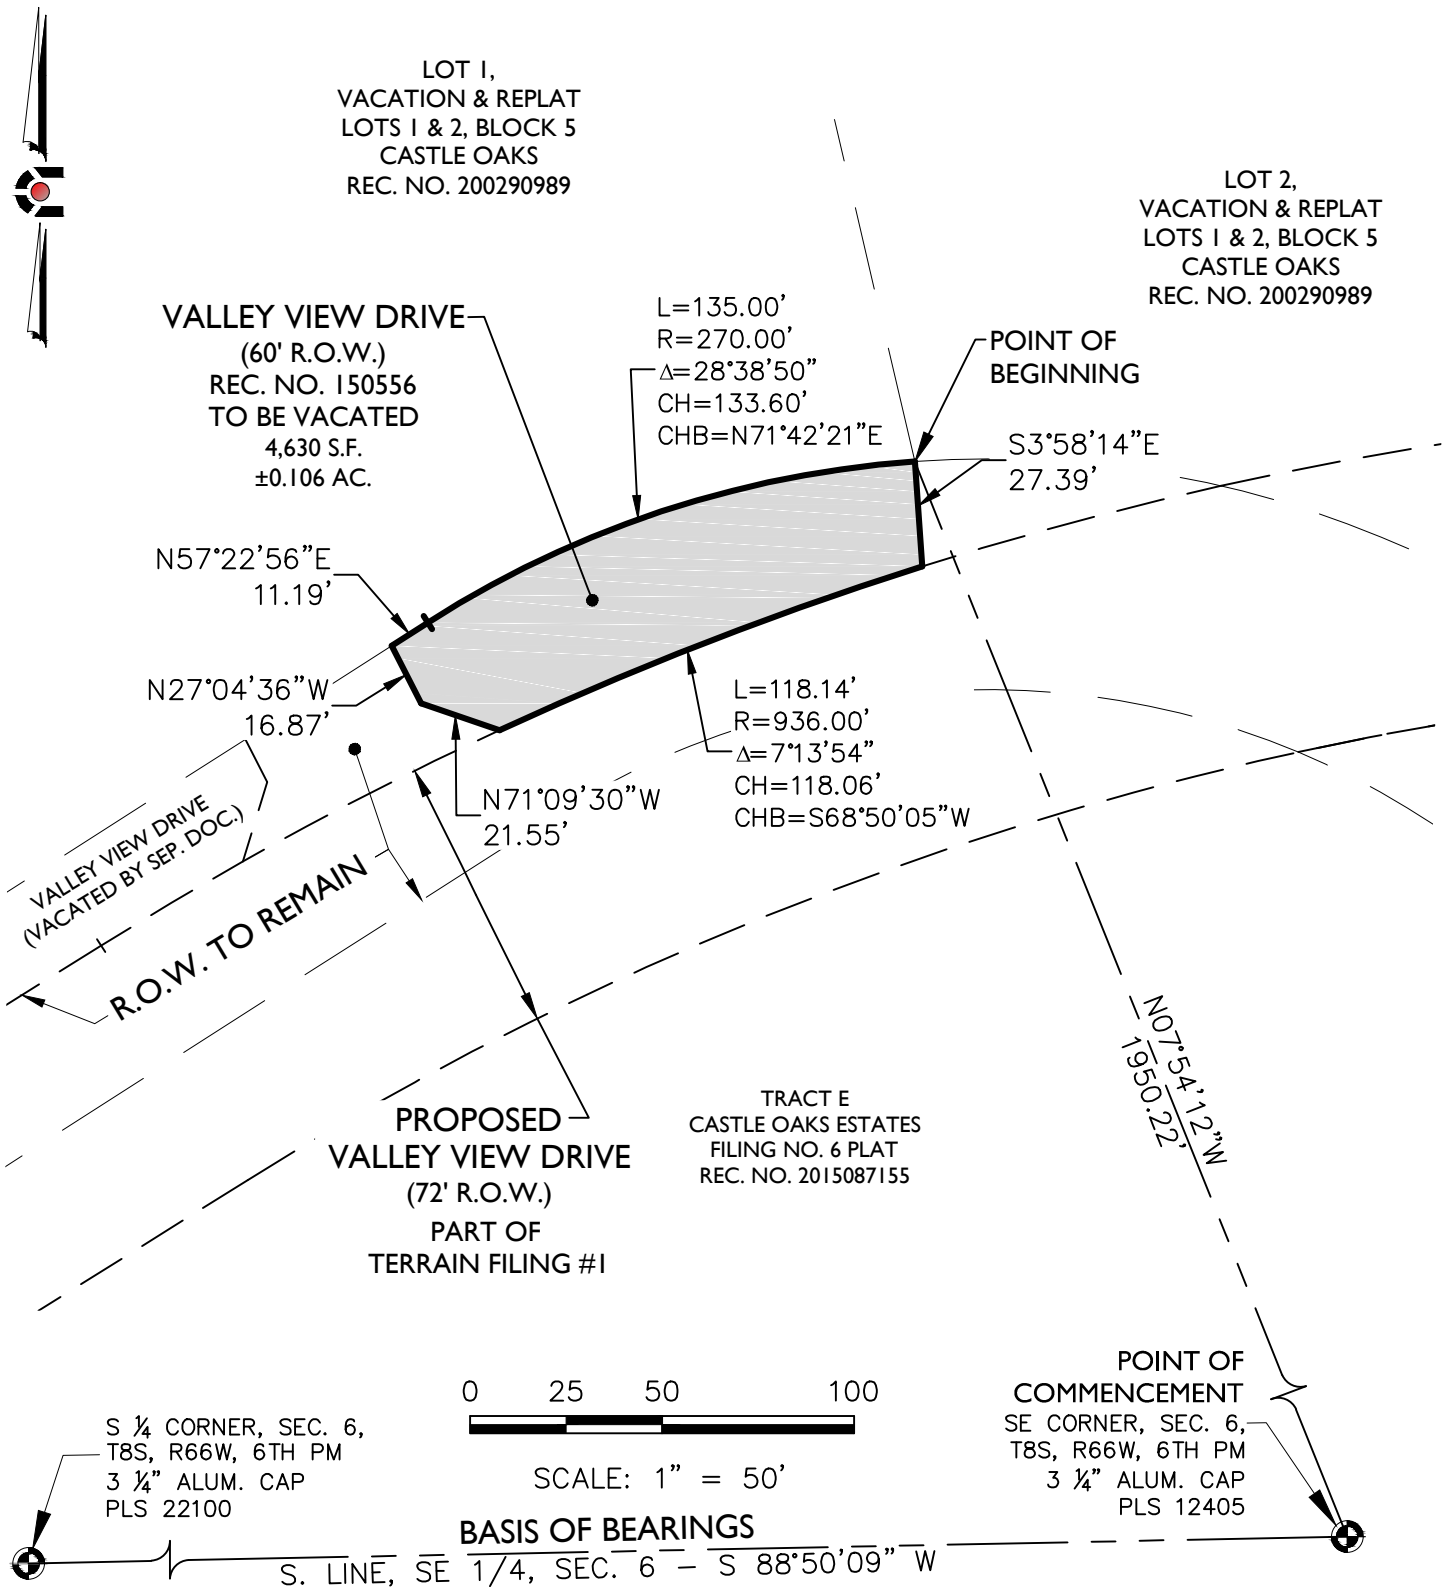 LOT 1,
VACATION & REPLAT
LOTS 1 & 2, BLOCK 5
CASTLE OAKS
REC. NO. 200290989
LOT 2,
VACATION & REPLAT
LOTS 1 & 2, BLOCK 5
CASTLE OAKS
REC. NO. 200290989
VALLEY VIEW DRIVE
(60' R.O.W.)
REC. NO. 150556
TO BE VACATED
4,630 S.F.
±0.106 AC.
L=135.00'
R=270.00'
Δ=28°38'50"
CH=133.60'
CHB=N71°42'21"E
POINT OF
BEGINNING
S3°58'14"E
27.39'
N57°22'56"E
11.19'
N27°04'36"W
16.87'
L=118.14'
R=936.00'
Δ=7°13'54"
CH=118.06'
CHB=S68°50'05"W
N71°09'30"W
21.55'
VALLEY VIEW DRIVE
(VACATED BY SEP. DOC.)
R.O.W. TO REMAIN
N07°54'12"W
1950.22'
PROPOSED
VALLEY VIEW DRIVE
(72' R.O.W.)
PART OF
TERRAIN FILING #1
TRACT E
CASTLE OAKS ESTATES
FILING NO. 6 PLAT
REC. NO. 2015087155
POINT OF
COMMENCEMENT
SE CORNER, SEC. 6,
T8S, R66W, 6TH PM
3 ¼" ALUM. CAP
PLS 12405
S ¼ CORNER, SEC. 6,
T8S, R66W, 6TH PM
3 ¼" ALUM. CAP
PLS 22100
0 25 50 100
SCALE: 1" = 50'
BASIS OF BEARINGS
S. LINE, SE 1/4, SEC. 6 - S 88°50'09" W